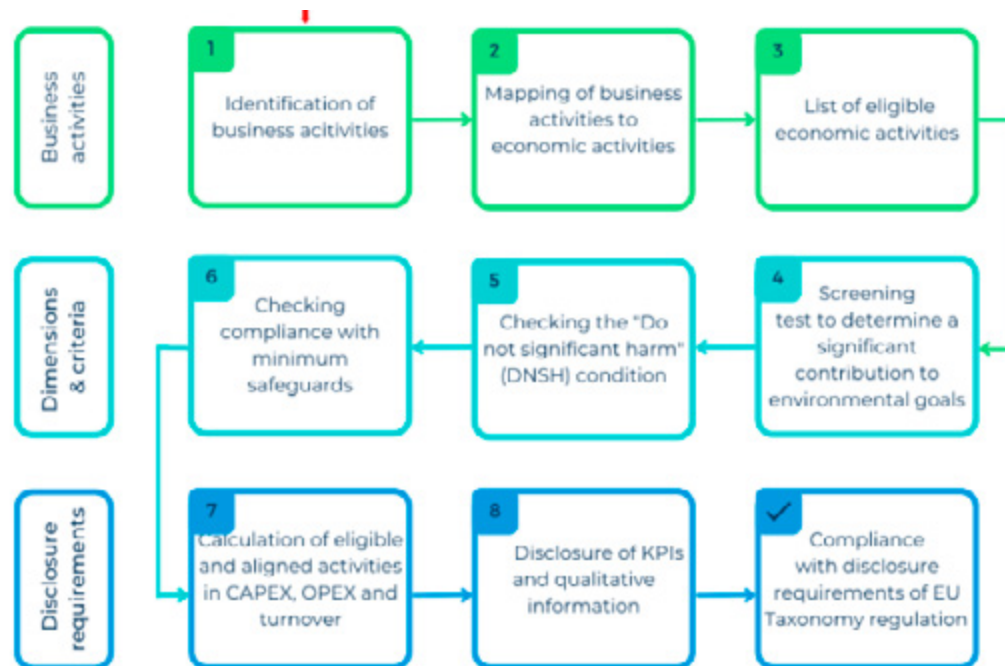 Business
activities
1
Identification of
business acitivities
2
Mapping of business
activities to
economic activities
3
List of eligible
economic activities
Dimensions
& criteria
6
Checking
compliance with
minimum
safeguards
5
Checking the "Do
not significant harm"
(DNSH) condition
4
Screening
test to determine a
significant
contribution to
environmental goals
Disclosure
requirements
7
Calculation of eligible
and aligned activities
in CAPEX, OPEX and
turnover
8
Disclosure of KPIs
and qualitative
information
Compliance
with disclosure
requirements of EU
Taxonomy regulation